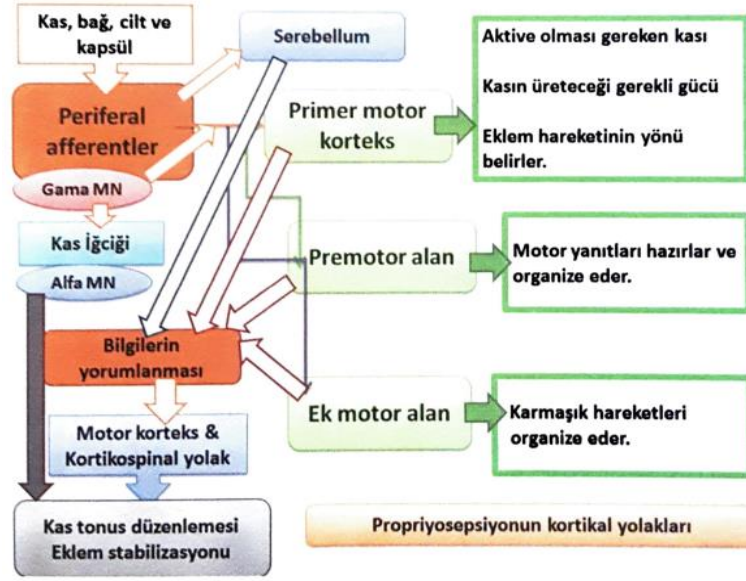 Kas, bağ, cilt ve
kapsül
Serebellum
Periferal
afferentler
Gama MN
Kas İğciği
Alfa MN
Bilgilerin
yorumlanması
Motor korteks &
Kortikospinal yolak
Kas tonus düzenlemesi
Eklem stabilizasyonu
Primer motor
korteks
Aktive olması gereken kası
Kasın üreteceği gerekli gücü
Eklem hareketinin yönü
belirler.
Premotor alan
Motor yanıtları hazırlar ve
organize eder.
Ek motor alan
Karmaşık hareketleri
organize eder.
Propriyosepsiyonun kortikal yolakları